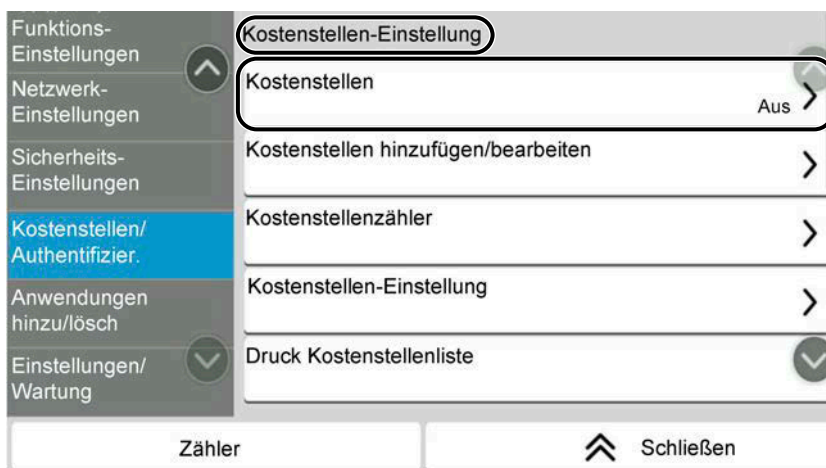 Funktions-
Einstellungen
Netzwerk-
Einstellungen
Sicherheits-
Einstellungen
Kostenstellen/
Authentifizier.
Anwendungen
hinzu/lösch
Einstellungen/
Wartung
Kostenstellen-Einstellung
Kostenstellen
Aus
Kostenstellen hinzufügen/bearbeiten
Kostenstellenzähler
Kostenstellen-Einstellung
Druck Kostenstellenliste
Zähler
Schließen